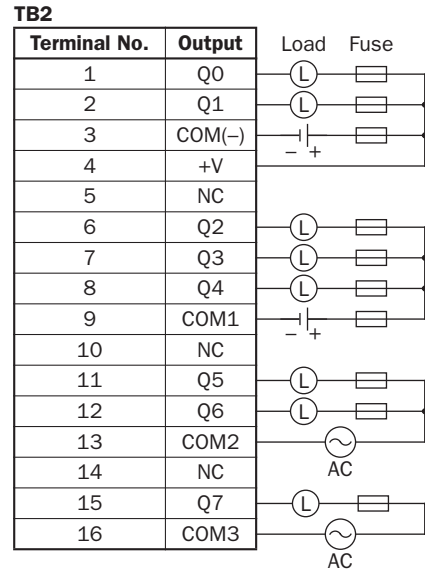 TB2
Terminal No. Output Load Fuse
1 Q0 L
2 Q1 L
3 COM(–) – +
4 +V
5 NC
6 Q2 L
7 Q3 L
8 Q4 L
9 COM1 – +
10 NC
11 Q5 L
12 Q6 L
13 COM2
14 NC AC
15 Q7 L
16 COM3
AC